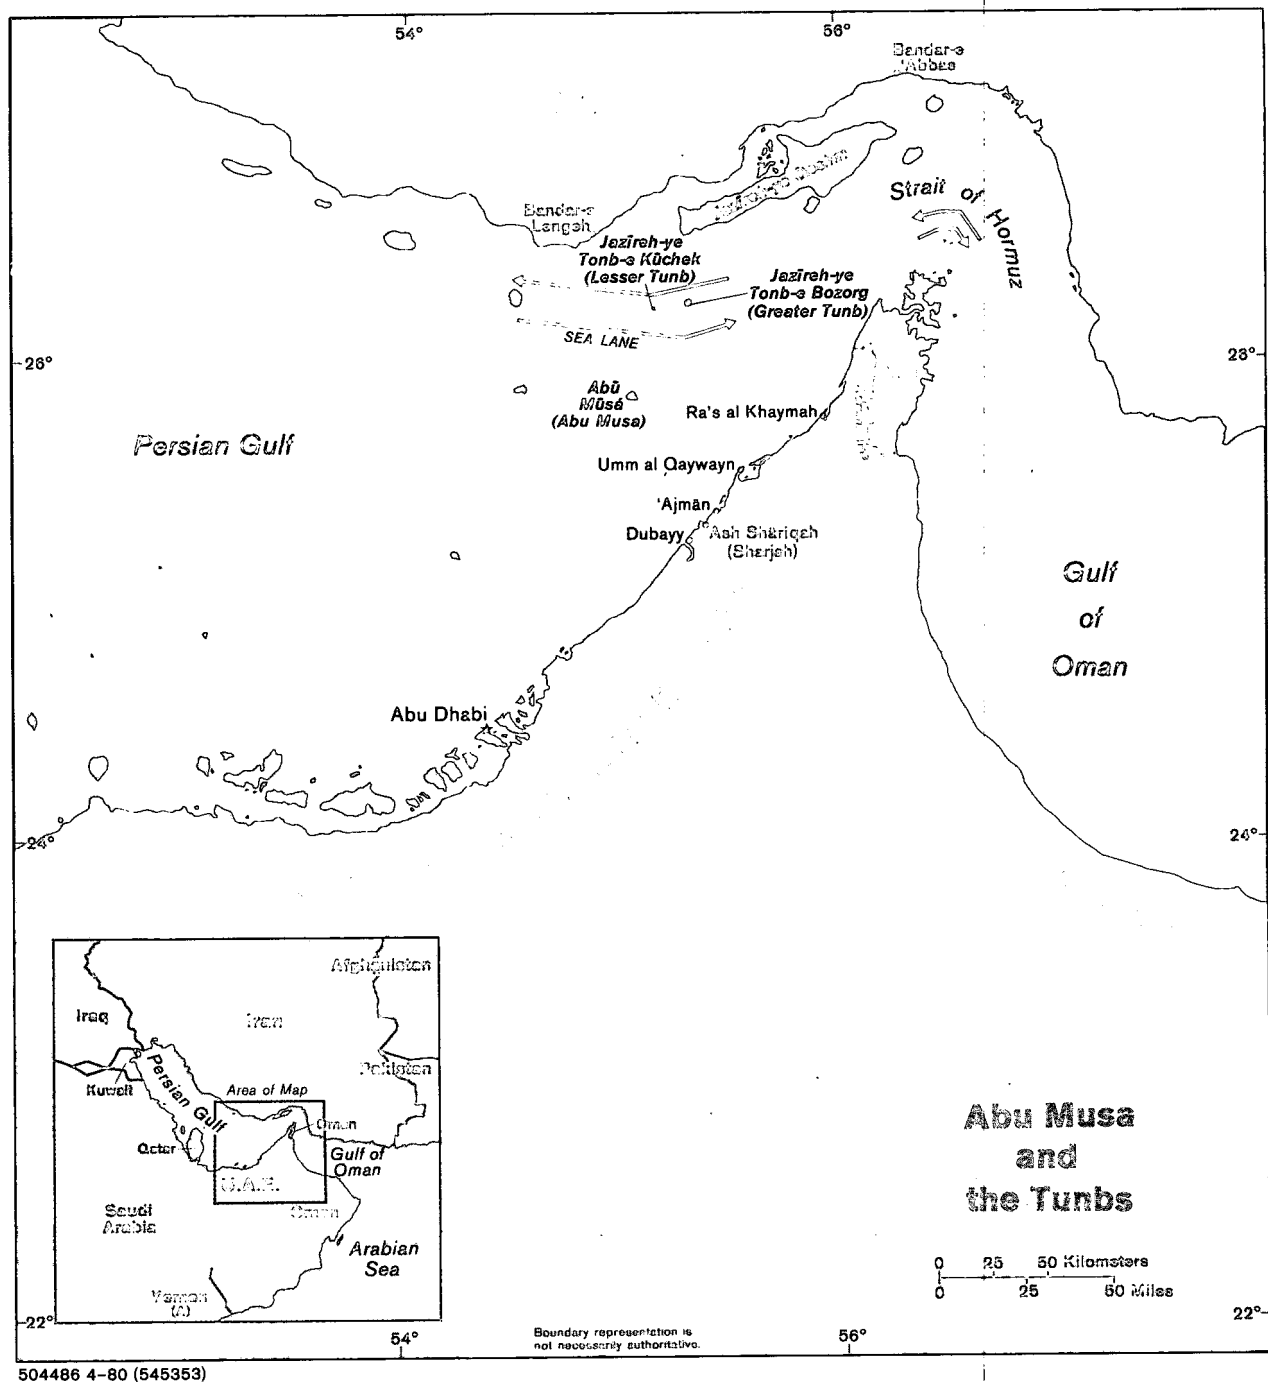 54°
56°
Bandar-e
'Abbas
Strait of Hormuz
Bandar-e
Langeh
Jazīreh-ye
Tonb-e Kūchek
(Lesser Tunb)
Jazīreh-ye
Tonb-e Bozorg
(Greater Tunb)
SEA LANE
26°
26°
Abū
Mūsá
(Abu Musa)
Ra's al Khaymah
Persian Gulf
Umm al Qaywayn
'Ajmān
Dubayy
Ash Shāriqah
(Sharjah)
Gulf
of
Oman
Abu Dhabi
24°
24°
Afghanistan
Iraq
Iran
Pakistan
Kuwait
Persian Gulf
Area of Map
Oman
Qatar
Gulf of
Oman
U.A.E.
Saudi
Arabia
Oman
Arabian
Sea
Yemen
Abu Musa
and
the Tunbs
0 25 50 Kilometers
0 25 50 Miles
22°
22°
54°
56°
Boundary representation is
not necessarily authoritative.
504486 4-80 (545353)